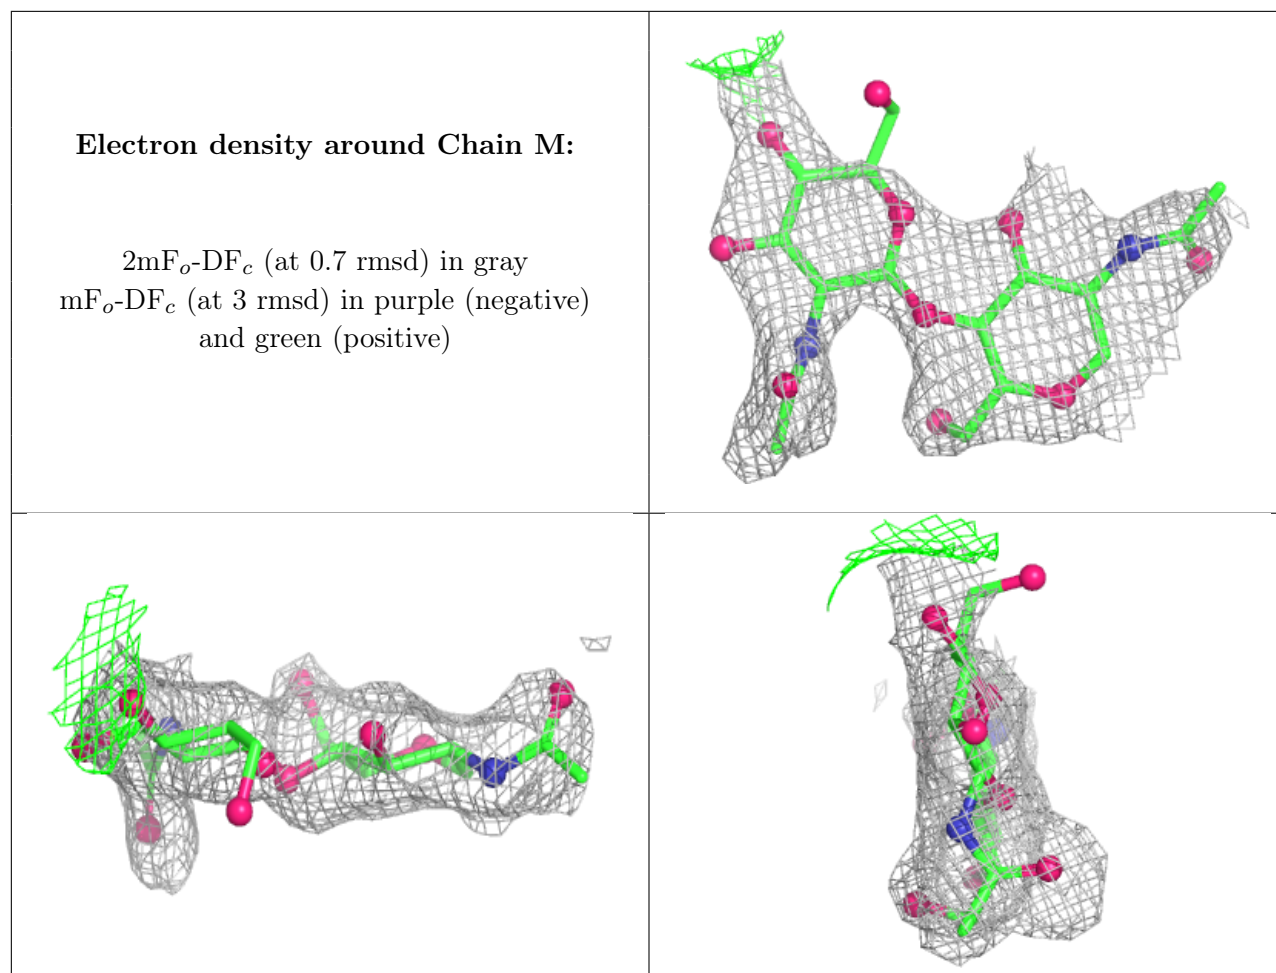 Electron density around Chain M:
2mFₒ-DF𝒸 (at 0.7 rmsd) in gray
mFₒ-DF𝒸 (at 3 rmsd) in purple (negative)
and green (positive)